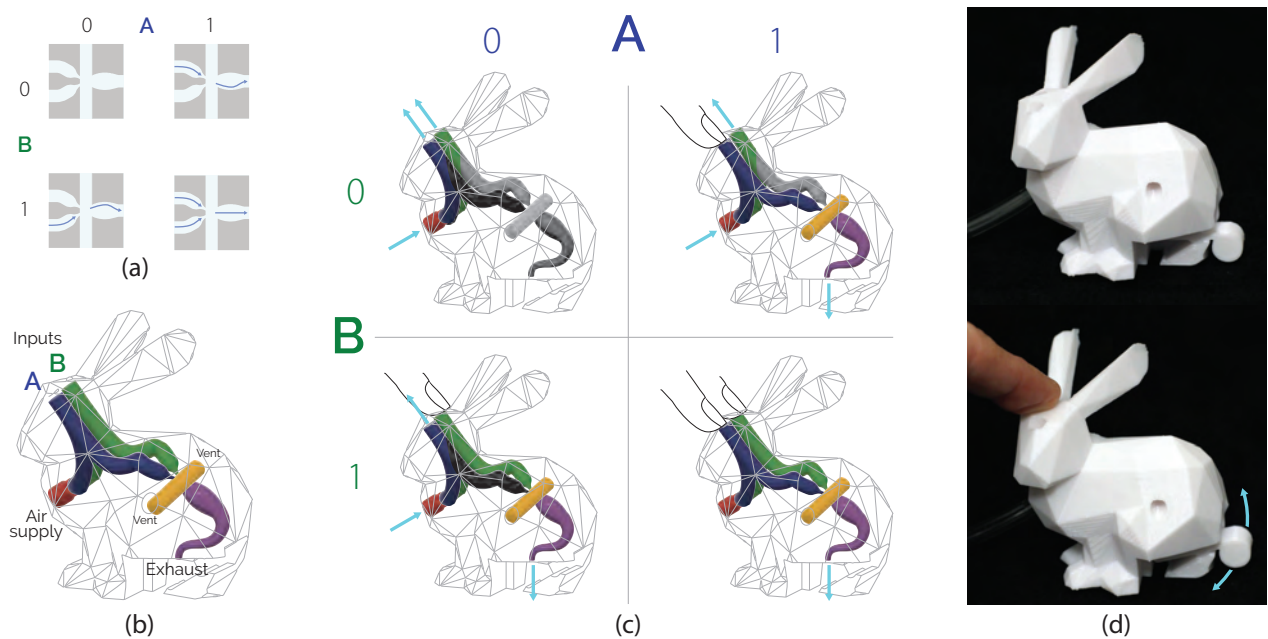 0 A 1
0
B
1
(a)
Inputs
B
A
Vent
Air
supply
Vent
Exhaust
(b)
A
0 1
0
B
1
(c)
(d)